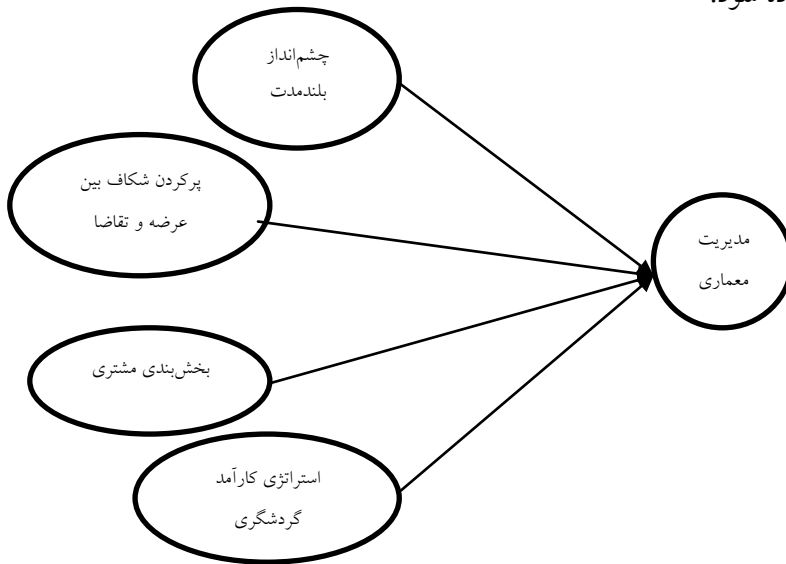 چشم‌انداز
بلندمدت
پرکردن شکاف بین
عرضه و تقاضا
مدیریت
معماری
بخش‌بندی مشتری
استراتژی کارآمد
گردشگری